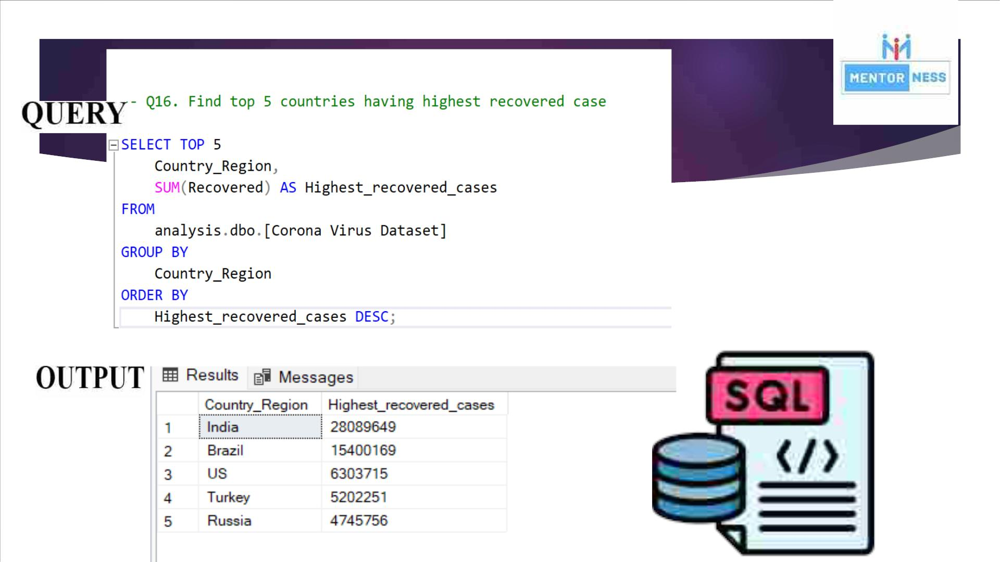 MENTOR NESS
QUERY
- Q16. Find top 5 countries having highest recovered case
SELECT TOP 5
Country_Region,
SUM(Recovered) AS Highest_recovered_cases
FROM
analysis.dbo.[Corona Virus Dataset]
GROUP BY
Country_Region
ORDER BY
Highest_recovered_cases DESC;
OUTPUT
Results Messages
Country_Region Highest_recovered_cases
1 India 28089649
2 Brazil 15400169
3 US 6303715
4 Turkey 5202251
5 Russia 4745756
SQL
</>